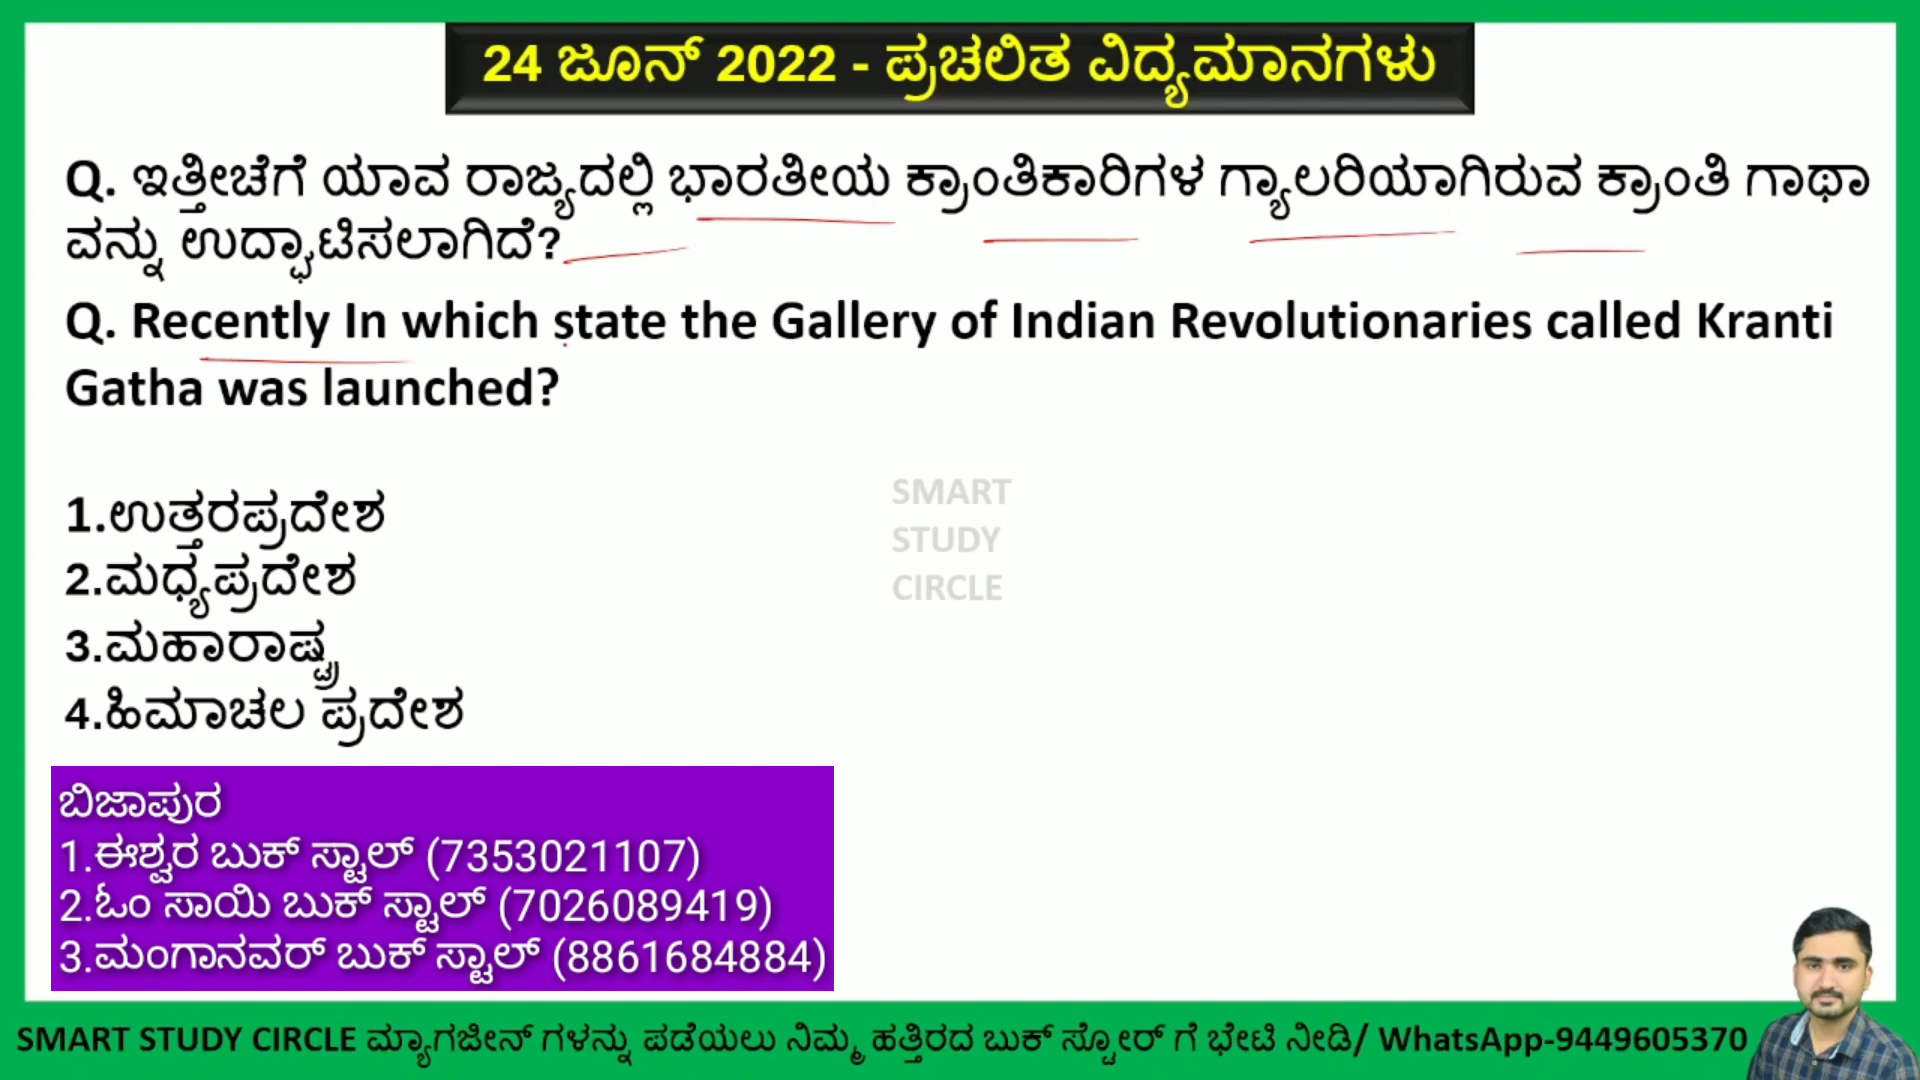 24 ಜೂನ್ 2022 - ಪ್ರಚಲಿತ ವಿದ್ಯಮಾನಗಳು
Q. ಇತ್ತೀಚೆಗೆ ಯಾವ ರಾಜ್ಯದಲ್ಲಿ ಭಾರತೀಯ ಕ್ರಾಂತಿಕಾರಿಗಳ ಗ್ಯಾಲರಿಯಾಗಿರುವ ಕ್ರಾಂತಿ ಗಾಥಾ
ವನ್ನು ಉದ್ಘಾಟಿಸಲಾಗಿದೆ?
Q. Recently In which state the Gallery of Indian Revolutionaries called Kranti
Gatha was launched?
1.ಉತ್ತರಪ್ರದೇಶ
2.ಮಧ್ಯಪ್ರದೇಶ
3.ಮಹಾರಾಷ್ಟ್ರ
4.ಹಿಮಾಚಲ ಪ್ರದೇಶ
SMART
STUDY
CIRCLE
ಬಿಜಾಪುರ
1.ಈಶ್ವರ ಬುಕ್ ಸ್ಟಾಲ್ (7353021107)
2.ಓಂ ಸಾಯಿ ಬುಕ್ ಸ್ಟಾಲ್ (7026089419)
3.ಮಂಗಾನವರ್ ಬುಕ್ ಸ್ಟಾಲ್ (8861684884)
SMART STUDY CIRCLE ಮ್ಯಾಗಜೀನ್ ಗಳನ್ನು ಪಡೆಯಲು ನಿಮ್ಮ ಹತ್ತಿರದ ಬುಕ್ ಸ್ಟೋರ್ ಗೆ ಭೇಟಿ ನೀಡಿ/ WhatsApp-9449605370